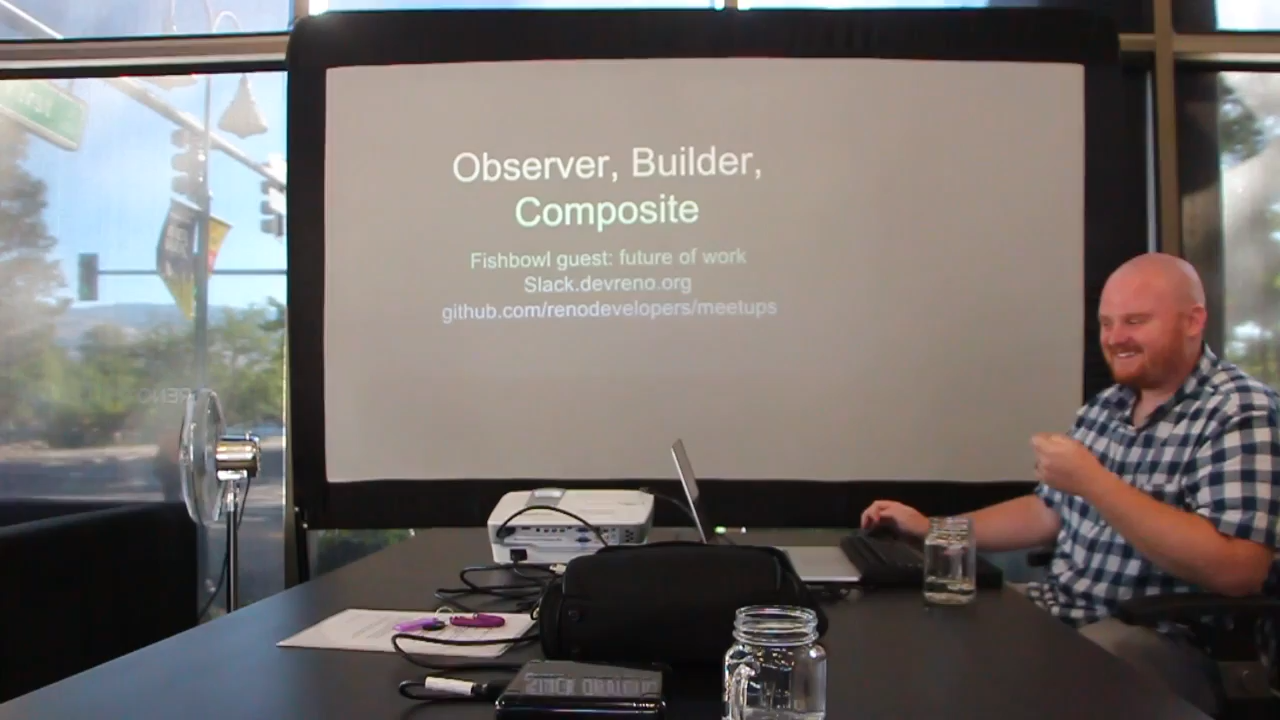 Observer, Builder,
Composite
Fishbowl guest: future of work
Slack.devreno.org
github.com/renodevelopers/meetups